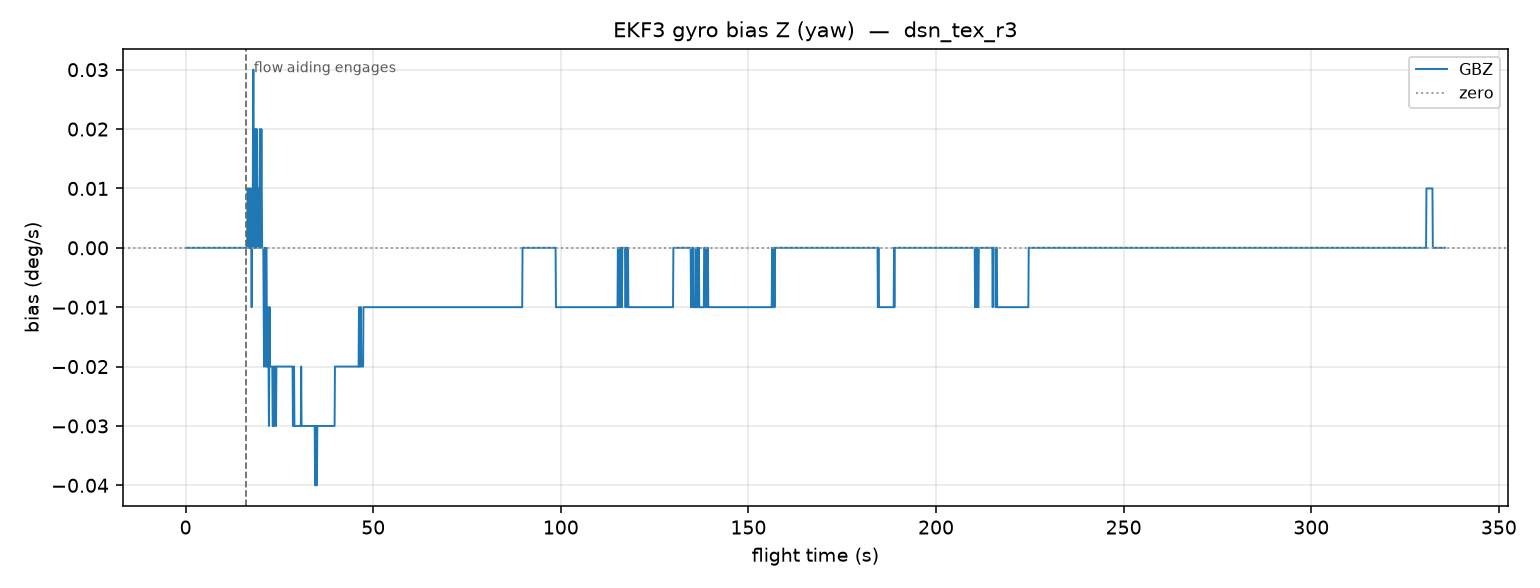 EKF3 gyro bias Z (yaw) — dsn_tex_r3
flow aiding engages
GBZ
zero
bias (deg/s)
0.03
0.02
0.01
0.00
−0.01
−0.02
−0.03
−0.04
0 50 100 150 200 250 300 350
flight time (s)